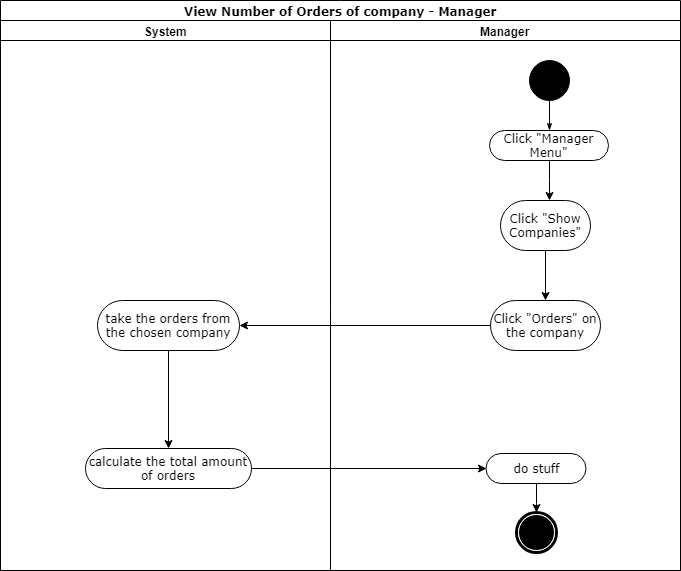 View Number of Orders of company - Manager
System
Manager
Click "Manager
Menu"
Click "Show
Companies"
Click "Orders" on
the company
take the orders from
the chosen company
calculate the total amount
of orders
do stuff